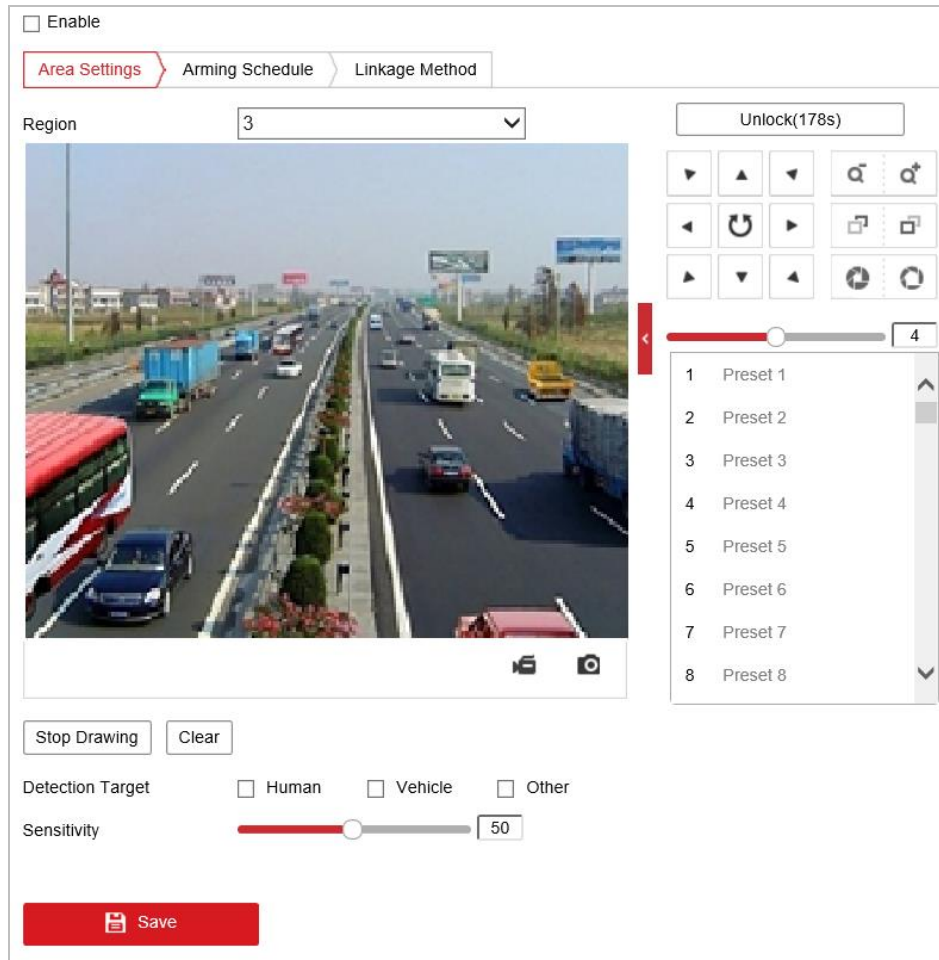 Enable
Area Settings
Arming Schedule
Linkage Method
Region
3
Unlock(178s)
4
1 Preset 1
2 Preset 2
3 Preset 3
4 Preset 4
5 Preset 5
6 Preset 6
7 Preset 7
8 Preset 8
Stop Drawing
Clear
Detection Target
Human
Vehicle
Other
Sensitivity
50
Save